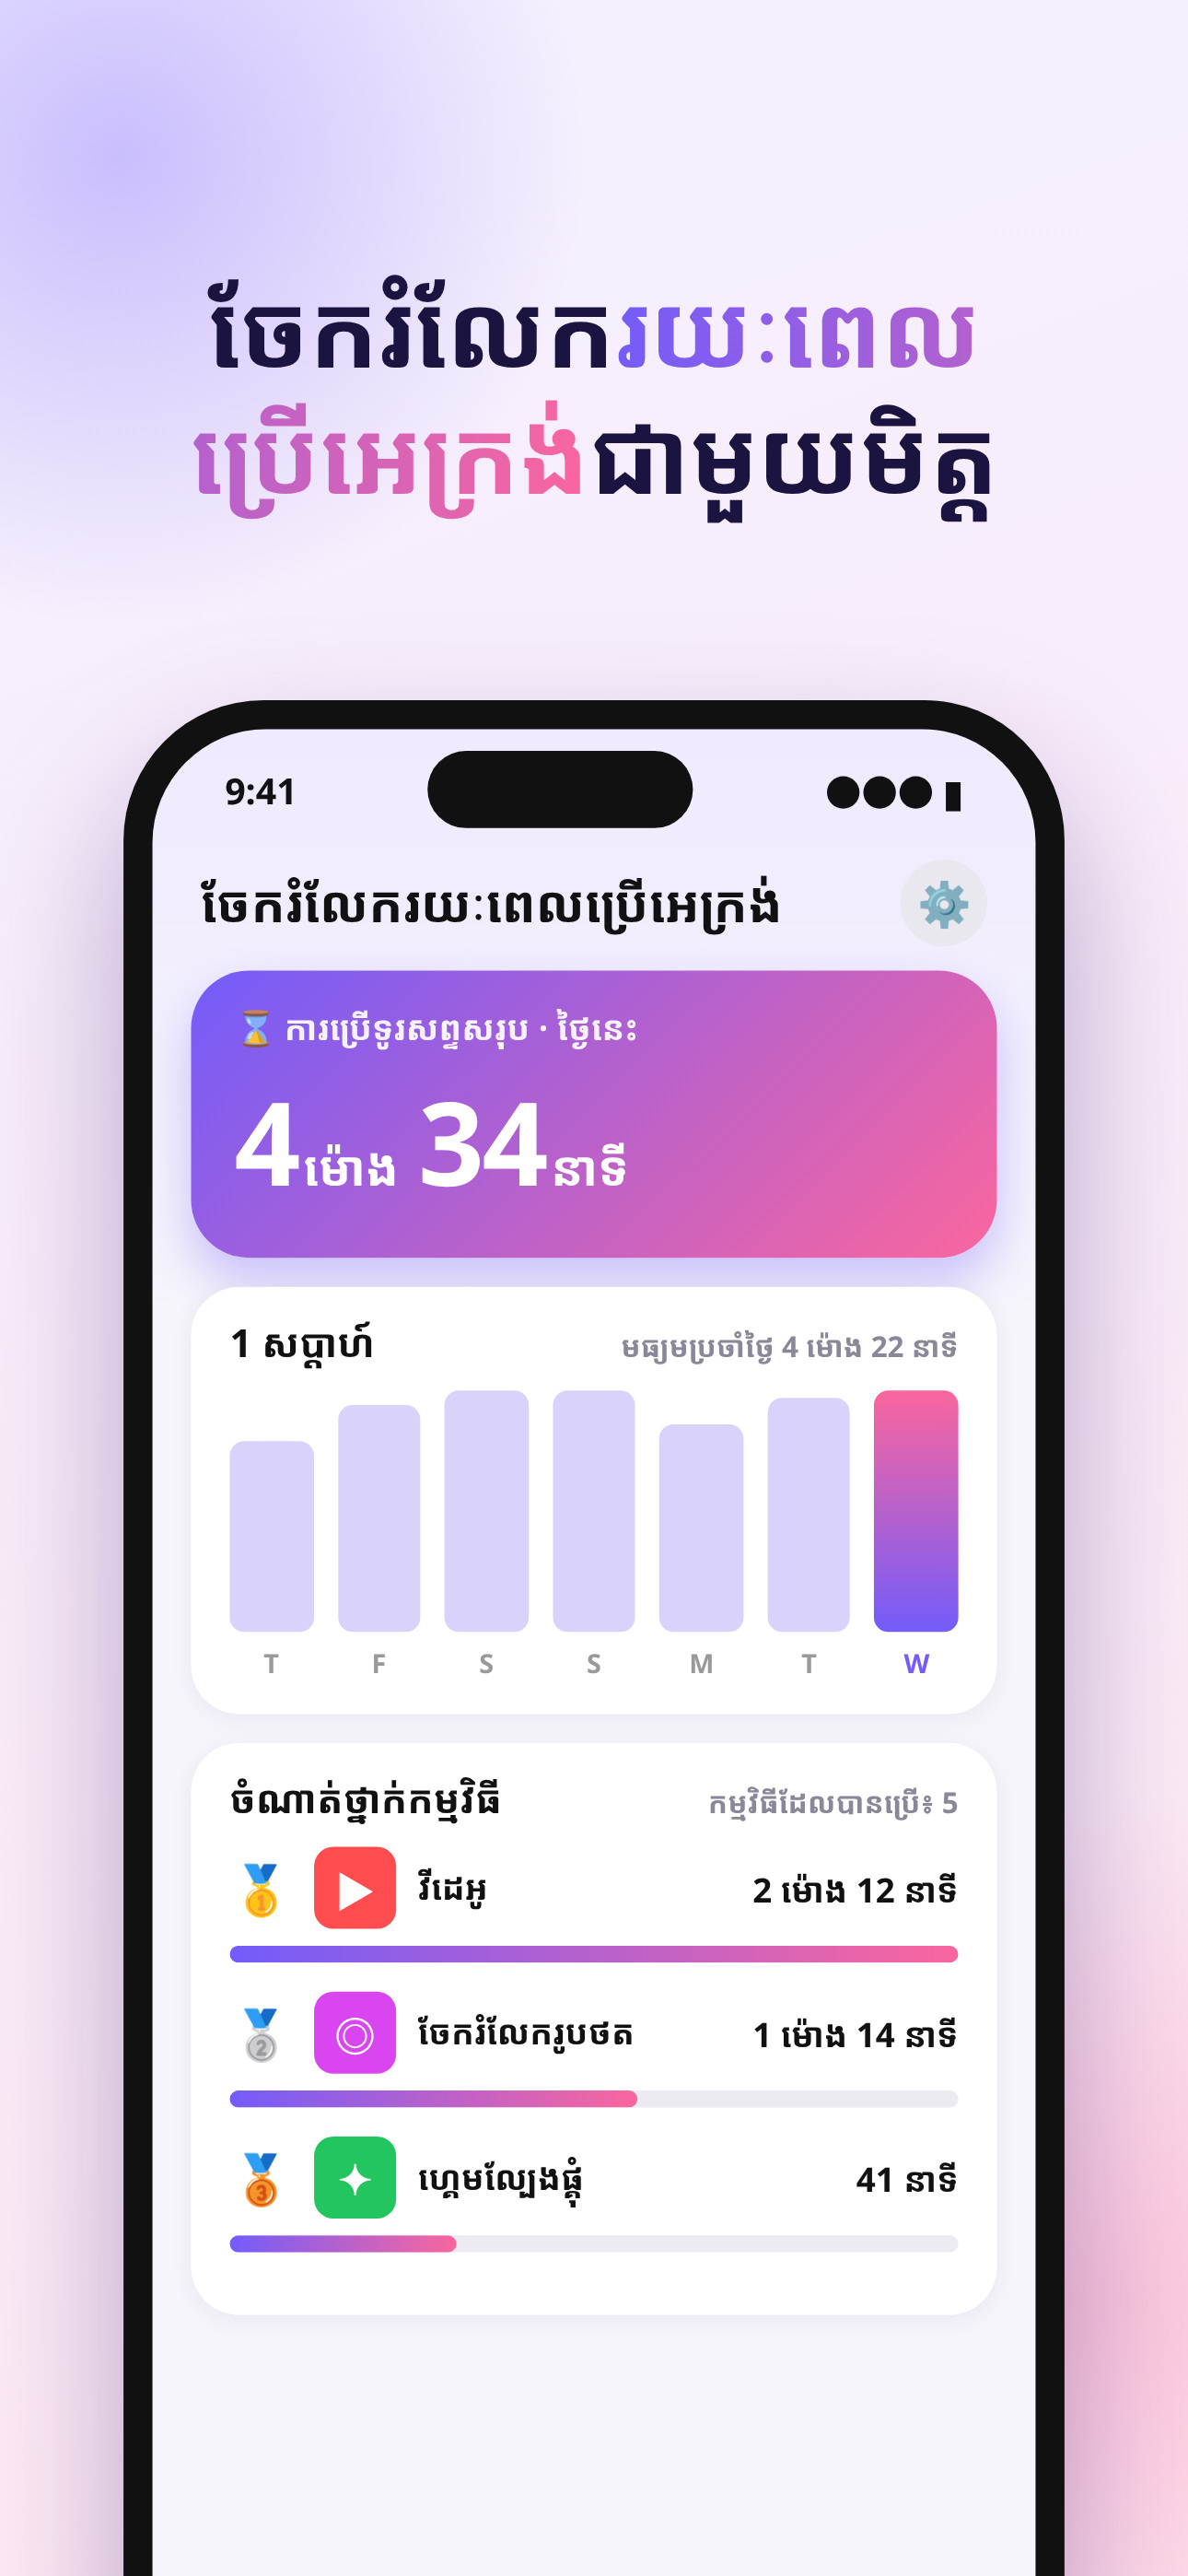 ចែករំលែករយៈពេល
ប្រើអេក្រង់ជាមួយមិត្ត
9:41
ចែករំលែករយៈពេលប្រើអេក្រង់
ការប្រើទូរសព្ទសរុប · ថ្ងៃនេះ
4ម៉ោង 34នាទី
1 សប្តាហ៍
មធ្យមប្រចាំថ្ងៃ 4 ម៉ោង 22 នាទី
T F S S M T W
ចំណាត់ថ្នាក់កម្មវិធី
កម្មវិធីដែលបានប្រើ៖ 5
វីដេអូ
2 ម៉ោង 12 នាទី
ចែករំលែករូបថត
1 ម៉ោង 14 នាទី
ហ្គេមល្បែងផ្គុំ
41 នាទី